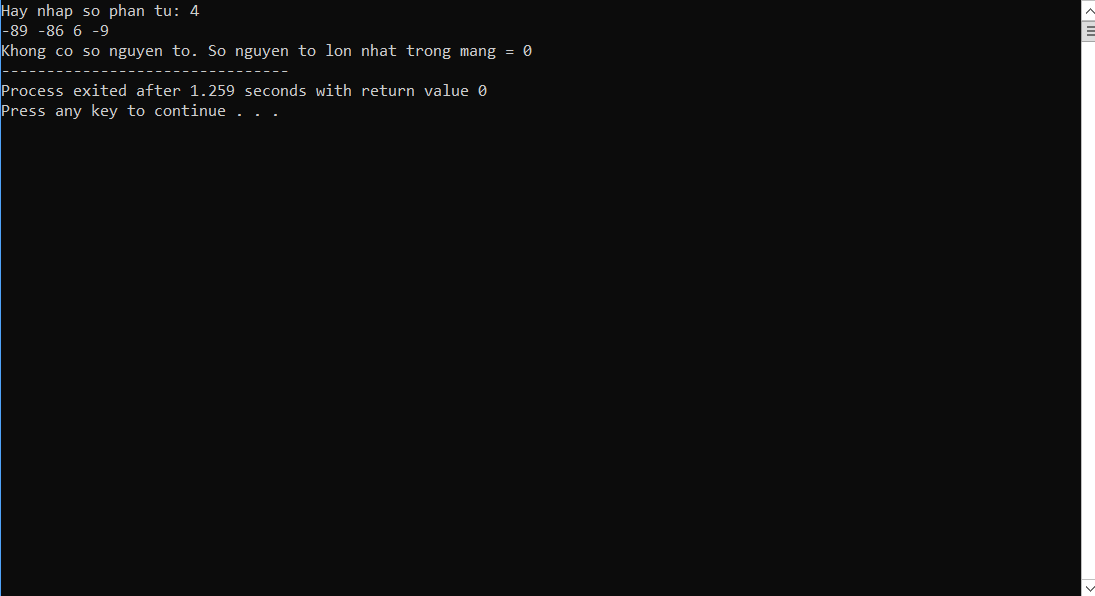 Hay nhap so phan tu: 4
-89 -86 6 -9
Khong co so nguyen to. So nguyen to lon nhat trong mang = 0
--------------------------------
Process exited after 1.259 seconds with return value 0
Press any key to continue . . .